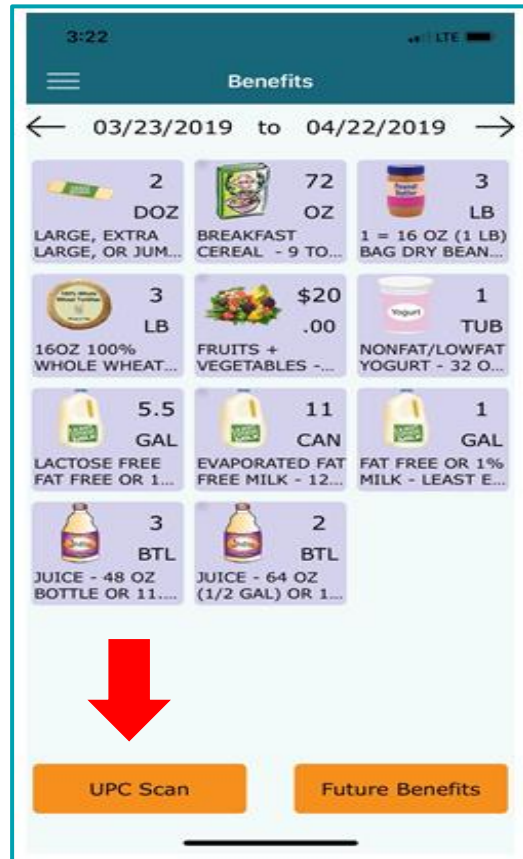 3:22 LTE
Benefits
03/23/2019 to 04/22/2019
2
DOZ
LARGE, EXTRA
LARGE, OR JUM...
72
OZ
BREAKFAST
CEREAL - 9 TO...
3
LB
1 = 16 OZ (1 LB)
BAG DRY BEAN...
3
LB
16OZ 100%
WHOLE WHEAT...
$20
.00
FRUITS +
VEGETABLES -...
Yogurt
1
TUB
NONFAT/LOWFAT
YOGURT - 32 O...
5.5
GAL
LACTOSE FREE
FAT FREE OR 1...
11
CAN
EVAPORATED FAT
FREE MILK - 12...
1
GAL
FAT FREE OR 1%
MILK - LEAST E...
3
BTL
JUICE - 48 OZ
BOTTLE OR 11....
2
BTL
JUICE - 64 OZ
(1/2 GAL) OR 1...
UPC Scan
Future Benefits